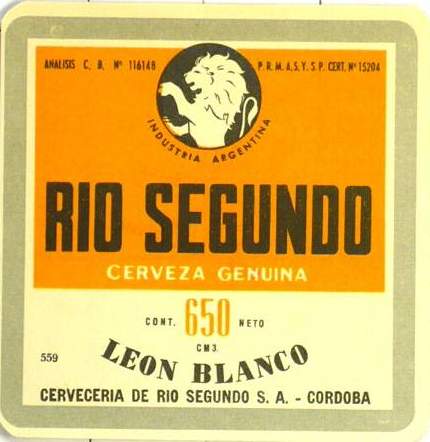 ANALISIS C. B. Nº 116148
P. R. M. A. S. Y. S. P. CERT. Nº 15204
INDUSTRIA ARGENTINA
RIO SEGUNDO
CERVEZA GENUINA
CONT. 650 NETO
CM3.
LEON BLANCO
559
CERVECERIA DE RIO SEGUNDO S. A. - CORDOBA